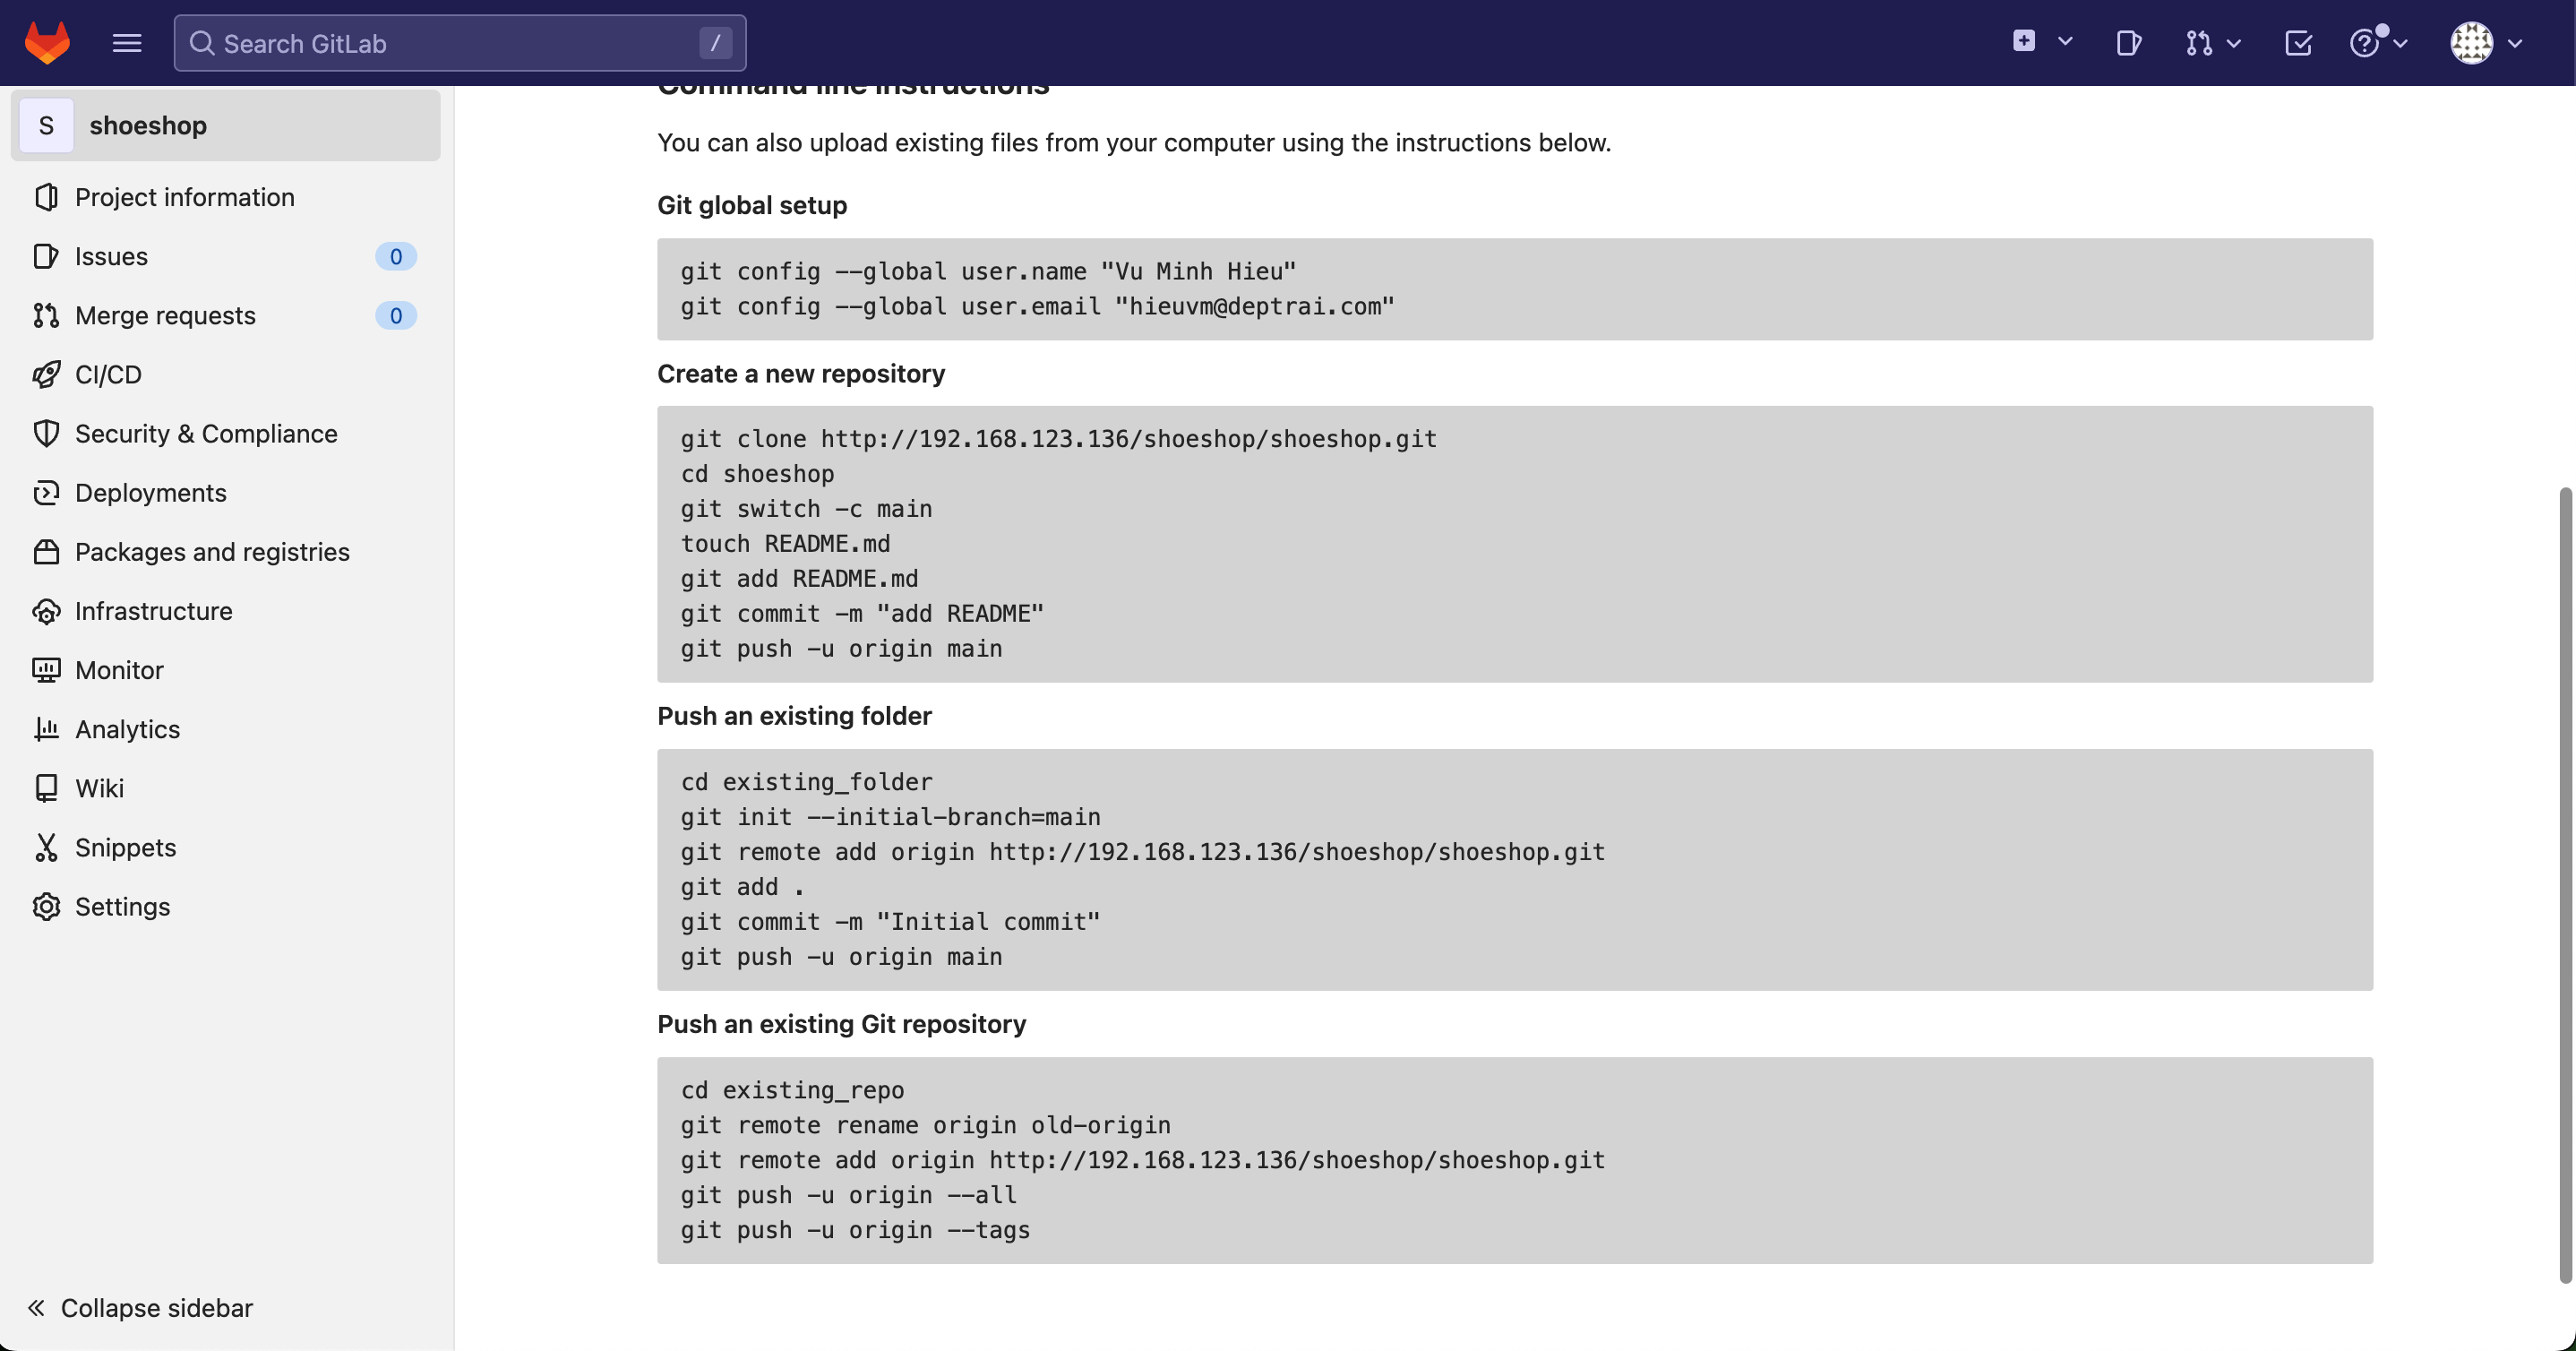 Search GitLab
/
S
shoeshop
Project information
Issues
0
Merge requests
0
CI/CD
Security & Compliance
Deployments
Packages and registries
Infrastructure
Monitor
Analytics
Wiki
Snippets
Settings
Collapse sidebar
Command line instructions
You can also upload existing files from your computer using the instructions below.
Git global setup
git config --global user.name "Vu Minh Hieu"
git config --global user.email "hieuvm@deptrai.com"
Create a new repository
git clone http://192.168.123.136/shoeshop/shoeshop.git
cd shoeshop
git switch -c main
touch README.md
git add README.md
git commit -m "add README"
git push -u origin main
Push an existing folder
cd existing_folder
git init --initial-branch=main
git remote add origin http://192.168.123.136/shoeshop/shoeshop.git
git add .
git commit -m "Initial commit"
git push -u origin main
Push an existing Git repository
cd existing_repo
git remote rename origin old-origin
git remote add origin http://192.168.123.136/shoeshop/shoeshop.git
git push -u origin --all
git push -u origin --tags